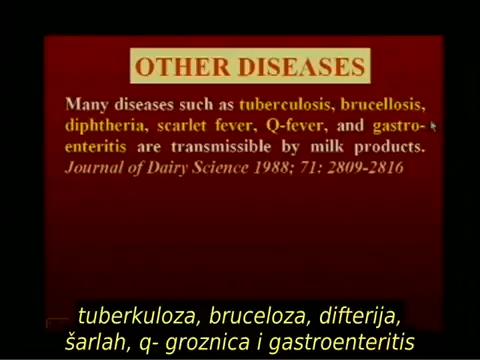 OTHER DISEASES
Many diseases such as tuberculosis, brucellosis,
diphtheria, scarlet fever, Q-fever, and gastro-
enteritis are transmissible by milk products.
Journal of Dairy Science 1988; 71: 2809-2816
tuberkuloza, bruceloza, difterija,
šarlah, q- groznica i gastroenteritis